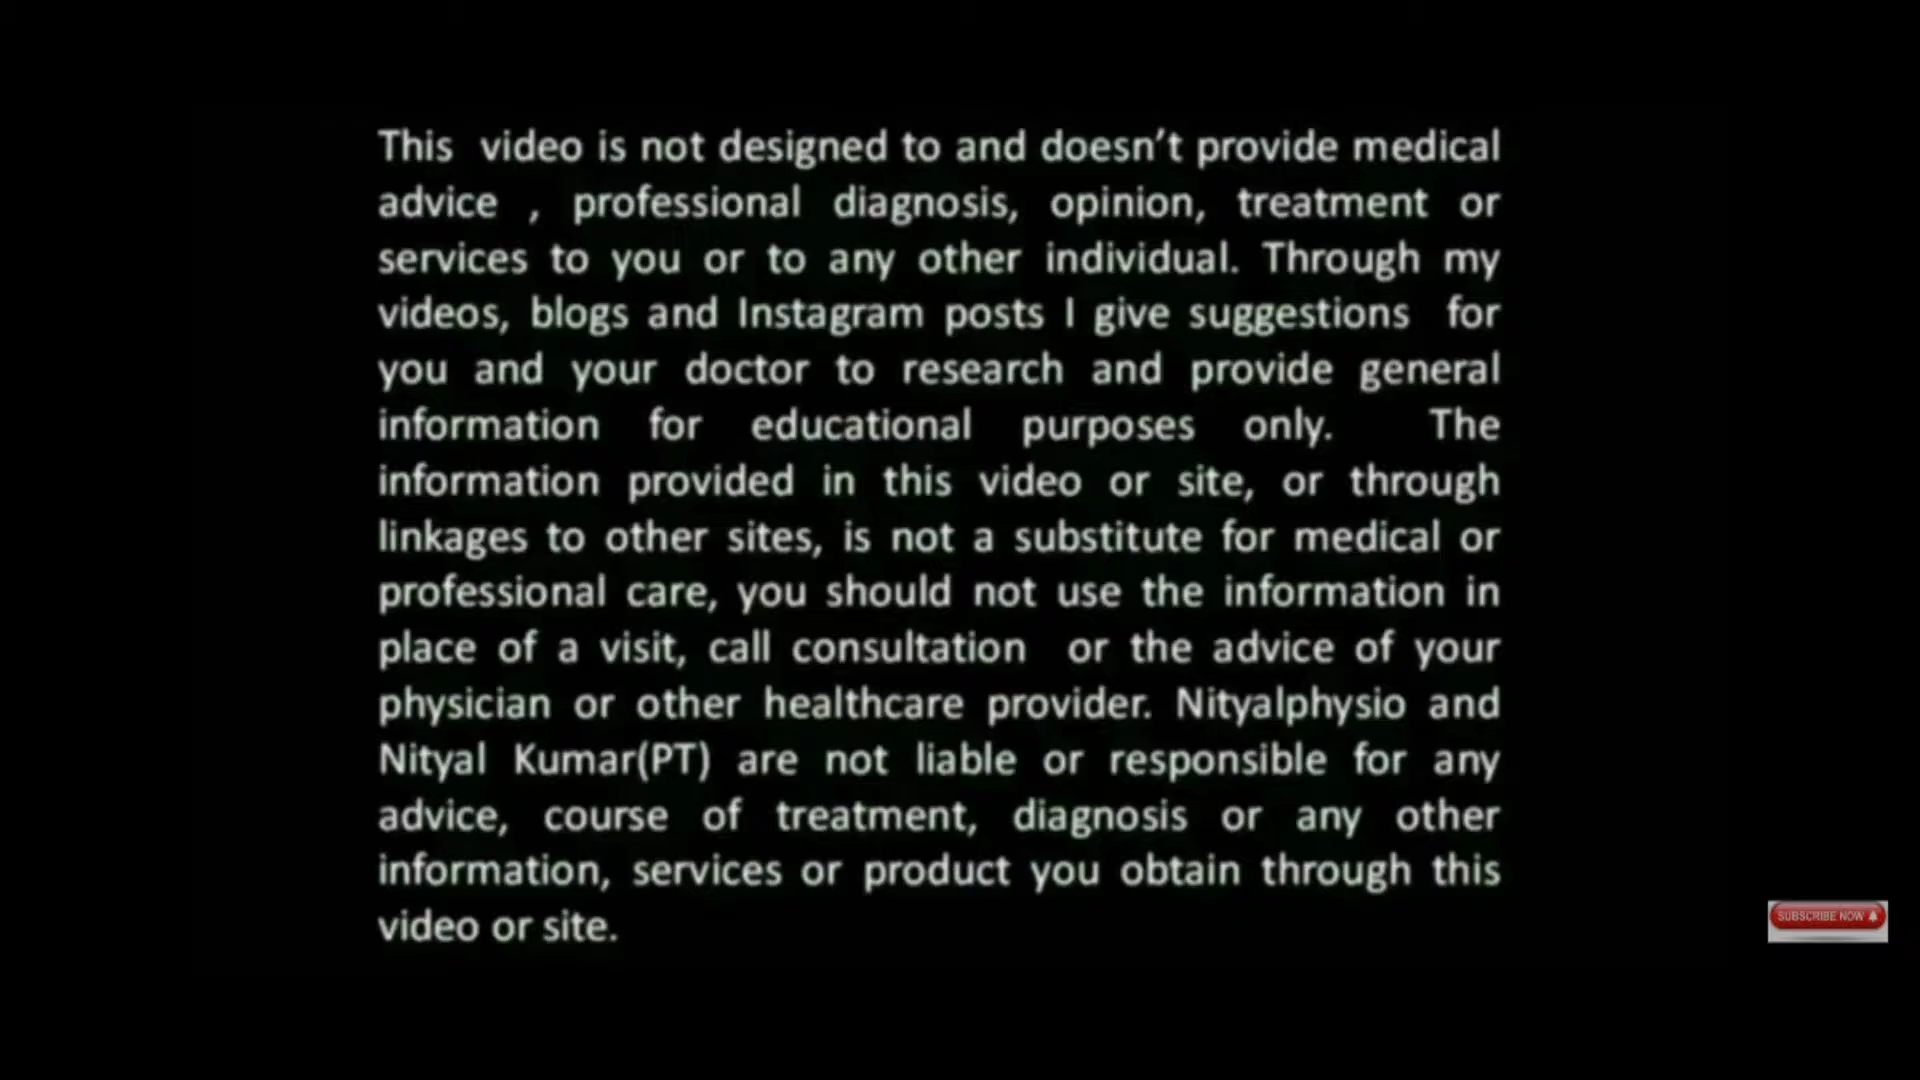 This video is not designed to and doesn't provide medical
advice , professional diagnosis, opinion, treatment or
services to you or to any other individual. Through my
videos, blogs and Instagram posts I give suggestions for
you and your doctor to research and provide general
information for educational purposes only. The
information provided in this video or site, or through
linkages to other sites, is not a substitute for medical or
professional care, you should not use the information in
place of a visit, call consultation or the advice of your
physician or other healthcare provider. Nityalphysio and
Nityal Kumar(PT) are not liable or responsible for any
advice, course of treatment, diagnosis or any other
information, services or product you obtain through this
video or site.
SUBSCRIBE NOW